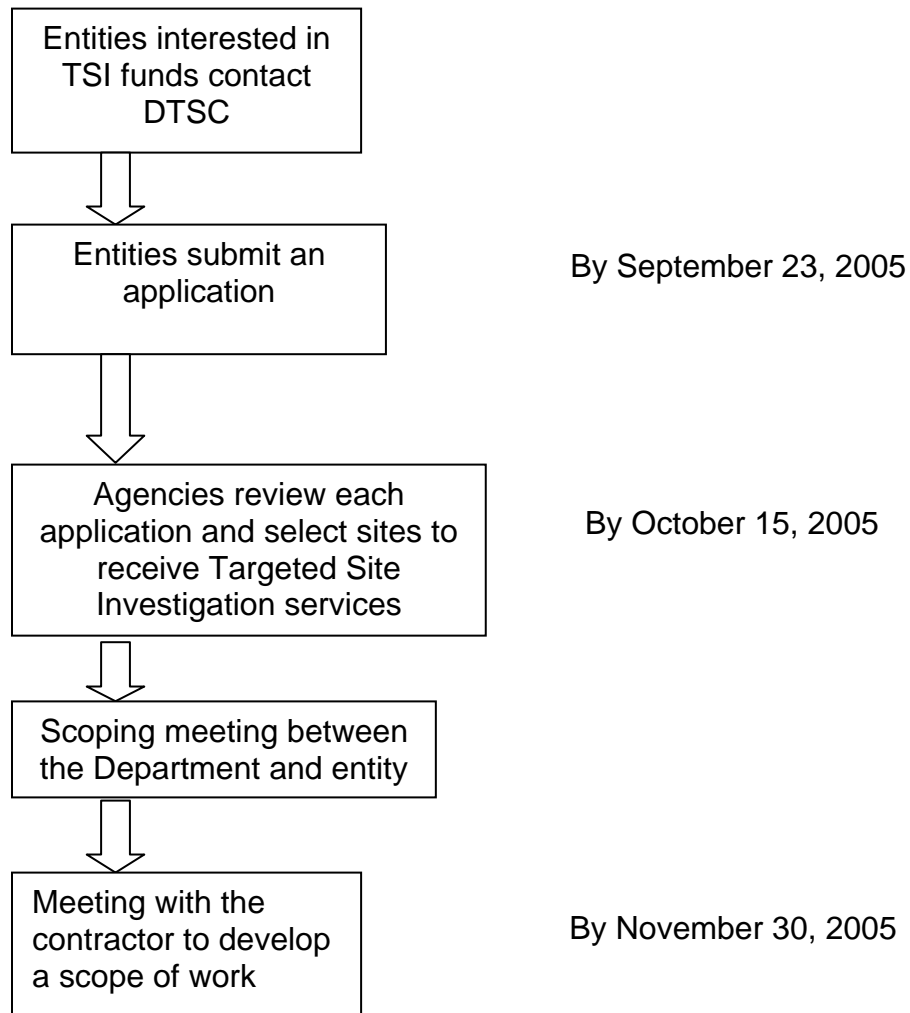 Entities interested in
TSI funds contact
DTSC
Entities submit an
application
By September 23, 2005
Agencies review each
application and select sites to
receive Targeted Site
Investigation services
By October 15, 2005
Scoping meeting between
the Department and entity
Meeting with the
contractor to develop
a scope of work
By November 30, 2005